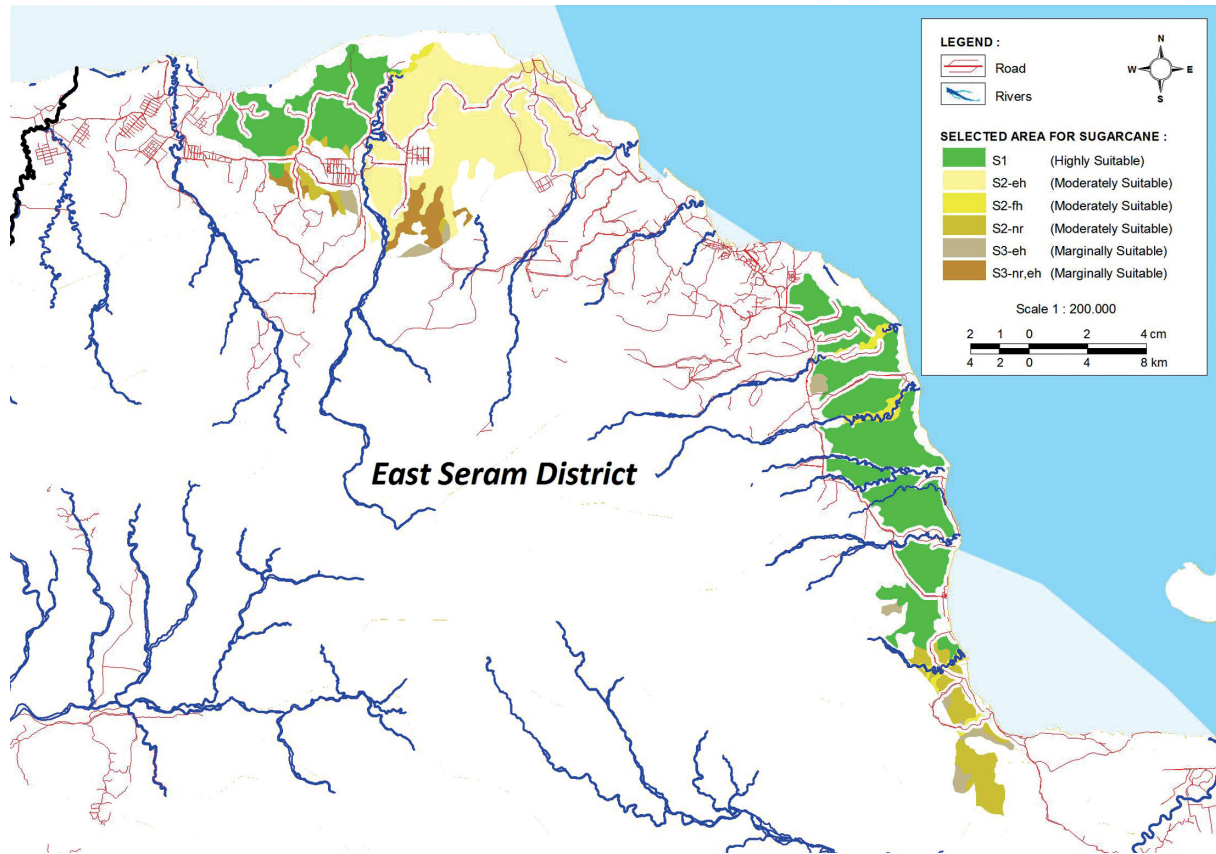 LEGEND :
N
W E
S
Road
Rivers
SELECTED AREA FOR SUGARCANE :
S1 (Highly Suitable)
S2-eh (Moderately Suitable)
S2-fh (Moderately Suitable)
S2-nr (Moderately Suitable)
S3-eh (Marginally Suitable)
S3-nr,eh (Marginally Suitable)
Scale 1 : 200.000
2 1 0 2 4 cm
4 2 0 4 8 km
East Seram District